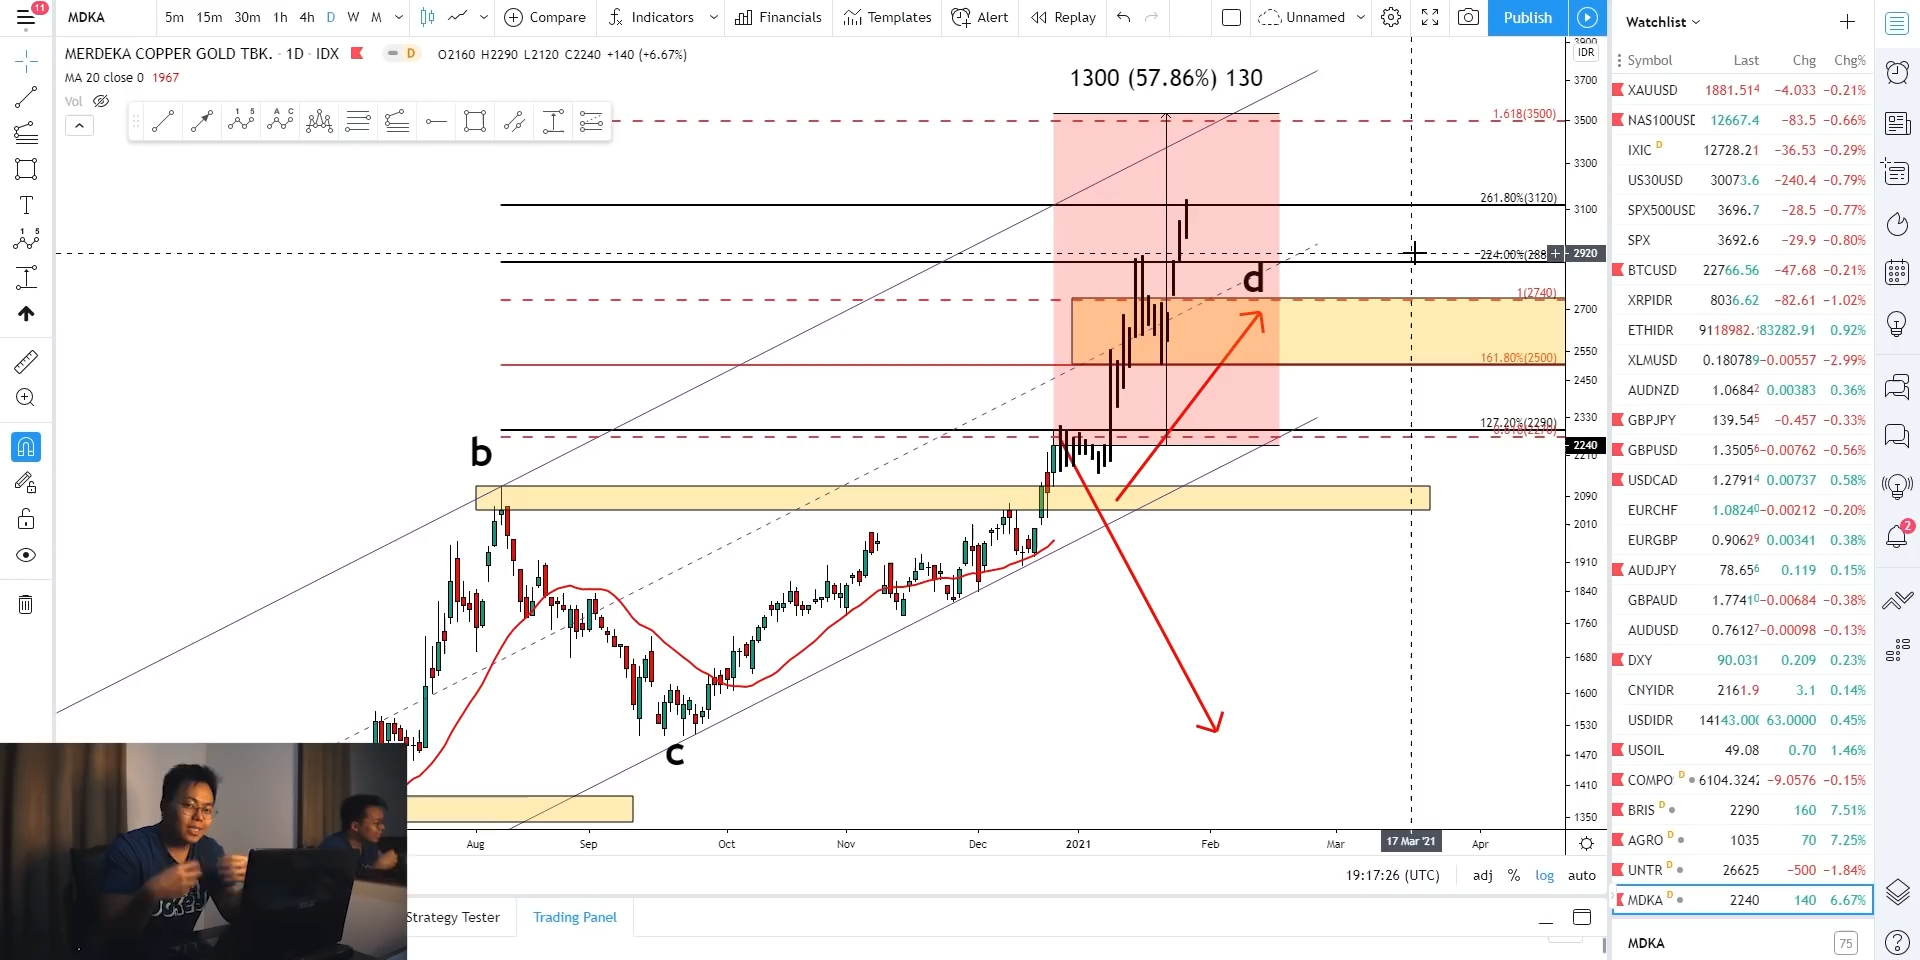 11
MDKA
5m 15m 30m 1h 4h D W M
Compare
Indicators
Financials
Templates
Alert
Replay
Unnamed
Publish
MERDEKA COPPER GOLD TBK. · 1D · IDX
D
O2160 H2290 L2120 C2240 +140 (+6.67%)
MA 20 close 0 1967
Vol
1300 (57.86%) 130
1.618(3500)
261.80%(3120)
1(2740)
161.80%(2500)
127.20%(2290)
b
c
d
IDR
3900
3700
3500
3300
3100
2920
2700
2550
2450
2330
2240
2210
2090
2010
1910
1840
1760
1680
1600
1530
1470
1410
1350
Aug Sep Oct Nov Dec 2021 Feb Mar 17 Mar '21 Apr
19:17:26 (UTC) adj % log auto
Strategy Tester
Trading Panel
Watchlist
Symbol Last Chg Chg%
XAUUSD 1881.514 −4.033 −0.21%
NAS100USD 12667.4 −83.5 −0.66%
IXIC D 12728.21 −36.53 −0.29%
US30USD 30073.6 −240.4 −0.79%
SPX500USD 3696.7 −28.5 −0.77%
SPX 3692.6 −29.9 −0.80%
BTCUSD 22766.56 −47.68 −0.21%
XRPIDR 8036.62 −82.61 −1.02%
ETHIDR 9118982. 83282.91 0.92%
XLMUSD 0.180789 −0.00557 −2.99%
AUDNZD 1.06842 0.00383 0.36%
GBPJPY 139.545 −0.457 −0.33%
GBPUSD 1.35056 −0.00762 −0.56%
USDCAD 1.27914 0.00737 0.58%
EURCHF 1.08240 −0.00212 −0.20%
EURGBP 0.90629 0.00341 0.38%
AUDJPY 78.656 0.119 0.15%
GBPAUD 1.77410 −0.00684 −0.38%
AUDUSD 0.76127 −0.00098 −0.13%
DXY 90.031 0.209 0.23%
CNYIDR 2161.9 3.1 0.14%
USDIDR 14143.000 63.0000 0.45%
USOIL 49.08 0.70 1.46%
COMPO D 6104.3242 −9.0576 −0.15%
BRIS D 2290 160 7.51%
AGRO D 1035 70 7.25%
UNTR D 26625 −500 −1.84%
MDKA D 2240 140 6.67%
MDKA 75
2